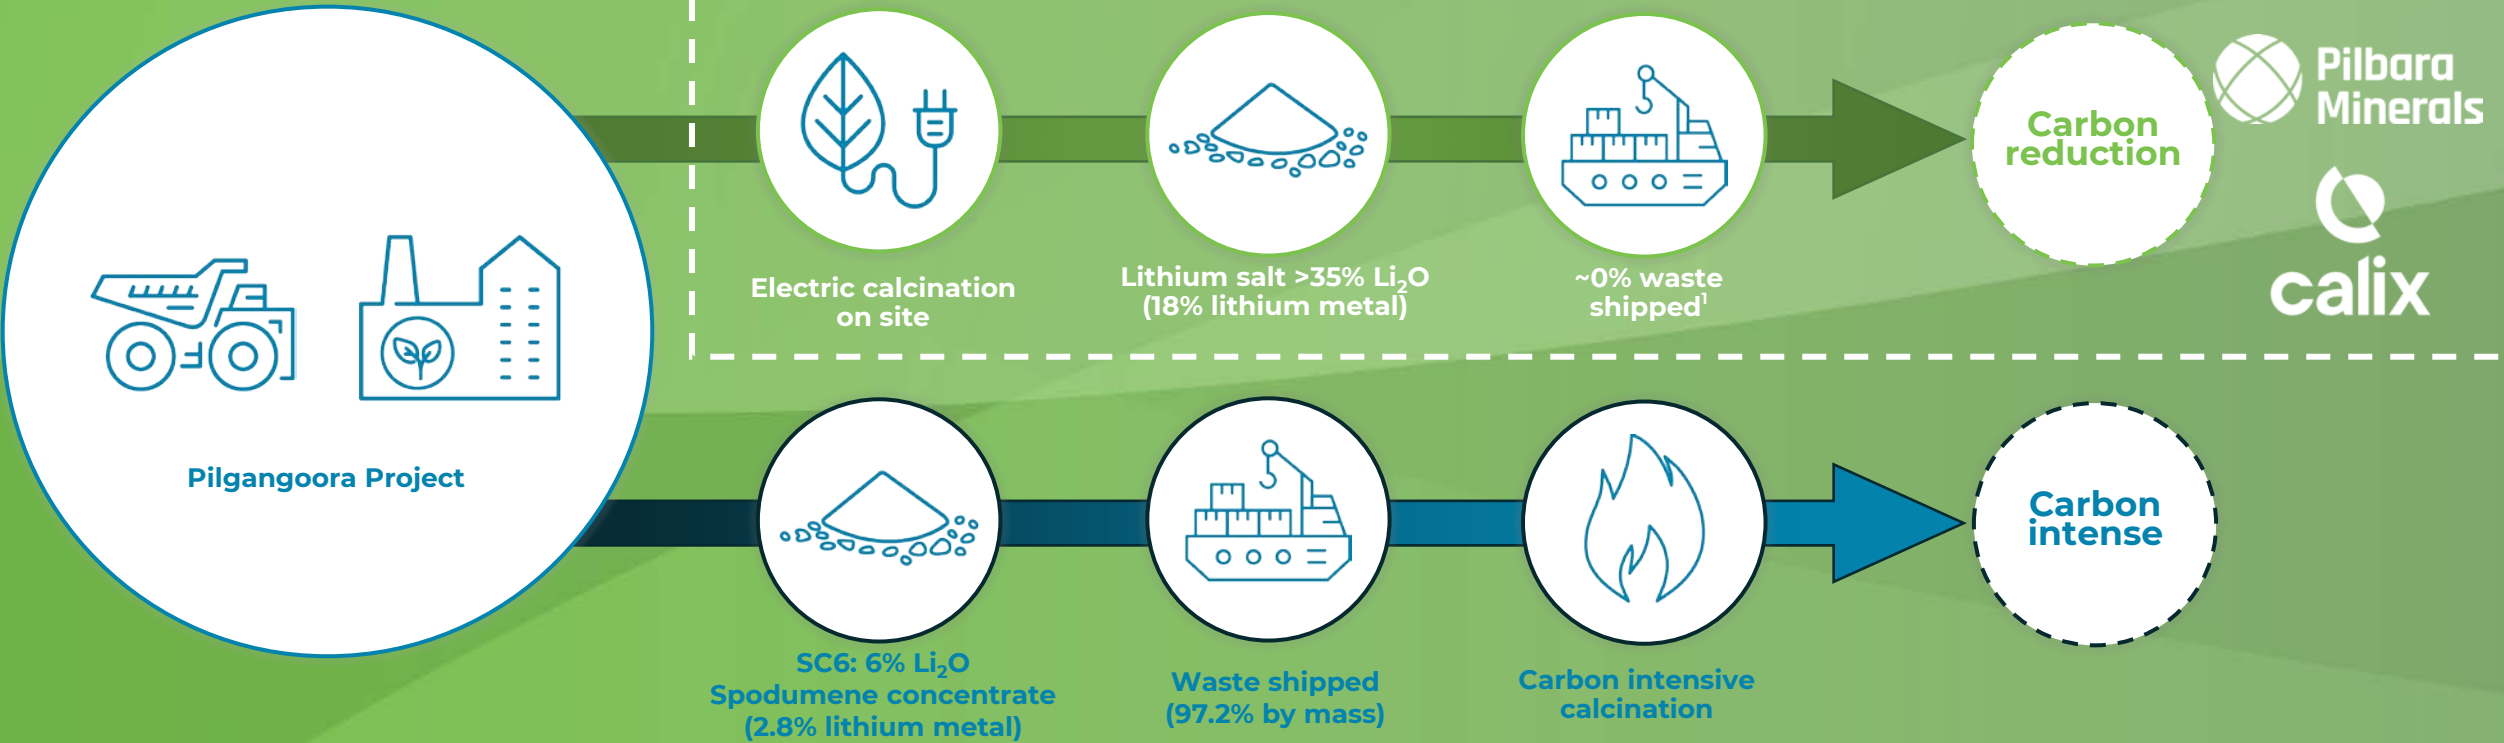 Pilgangoora Project
Electric calcination
on site
Lithium salt >35% Li₂O
(18% lithium metal)
~0% waste
shipped¹
Carbon
reduction
Pilbara
Minerals
calix
SC6: 6% Li₂O
Spodumene concentrate
(2.8% lithium metal)
Waste shipped
(97.2% by mass)
Carbon intensive
calcination
Carbon
intense